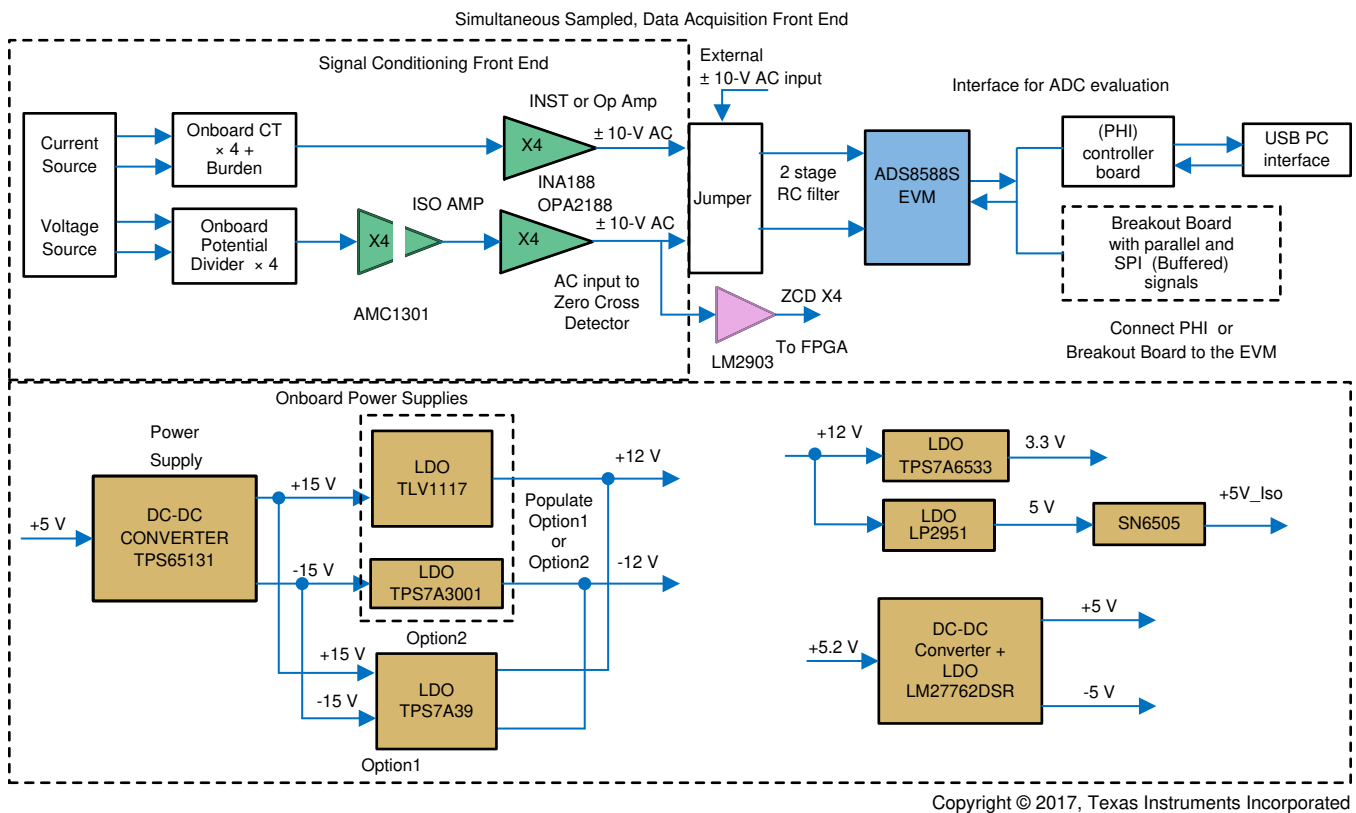 Simultaneous Sampled, Data Acquisition Front End
Signal Conditioning Front End
Current
Source
Voltage
Source
Onboard CT
× 4 +
Burden
Onboard
Potential
Divider × 4
X4
AMC1301
ISO AMP
INST or Op Amp
X4
± 10-V AC
INA188
OPA2188
X4
± 10-V AC
AC input to
Zero Cross
Detector
External
± 10-V AC input
Jumper
2 stage
RC filter
ADS8588S
EVM
LM2903
ZCD X4
To FPGA
Interface for ADC evaluation
(PHI)
controller
board
USB PC
interface
Breakout Board
with parallel and
SPI (Buffered)
signals
Connect PHI or
Breakout Board to the EVM
Onboard Power Supplies
Power
Supply
+5 V
DC-DC
CONVERTER
TPS65131
+15 V
-15 V
LDO
TLV1117
LDO
TPS7A3001
Option2
+15 V
-15 V
LDO
TPS7A39
Option1
+12 V
Populate
Option1
or
Option2
-12 V
+12 V
LDO
TPS7A6533
3.3 V
LDO
LP2951
5 V
SN6505
+5V_Iso
+5.2 V
DC-DC
Converter +
LDO
LM27762DSR
+5 V
-5 V
Copyright © 2017, Texas Instruments Incorporated